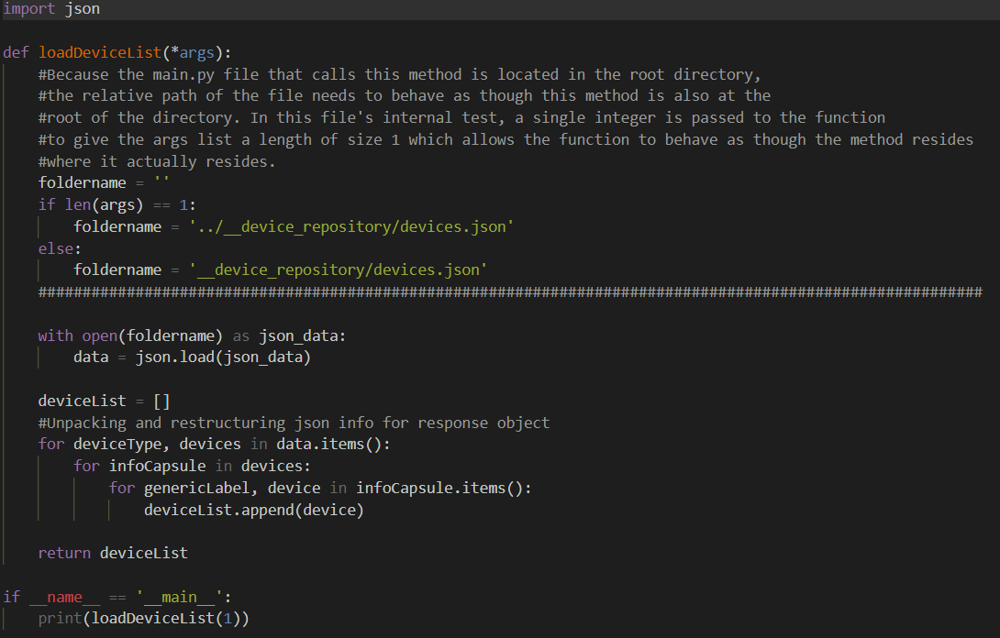 import json
def loadDeviceList(*args):
#Because the main.py file that calls this method is located in the root directory,
#the relative path of the file needs to behave as though this method is also at the
#root of the directory. In this file's internal test, a single integer is passed to the function
#to give the args list a length of size 1 which allows the function to behave as though the method resides
#where it actually resides.
foldername = ''
if len(args) == 1:
foldername = '../__device_repository/devices.json'
else:
foldername = '__device_repository/devices.json'
###########################################################################################################
with open(foldername) as json_data:
data = json.load(json_data)
deviceList = []
#Unpacking and restructuring json info for response object
for deviceType, devices in data.items():
for infoCapsule in devices:
for genericLabel, device in infoCapsule.items():
deviceList.append(device)
return deviceList
if __name__ == '__main__':
print(loadDeviceList(1))